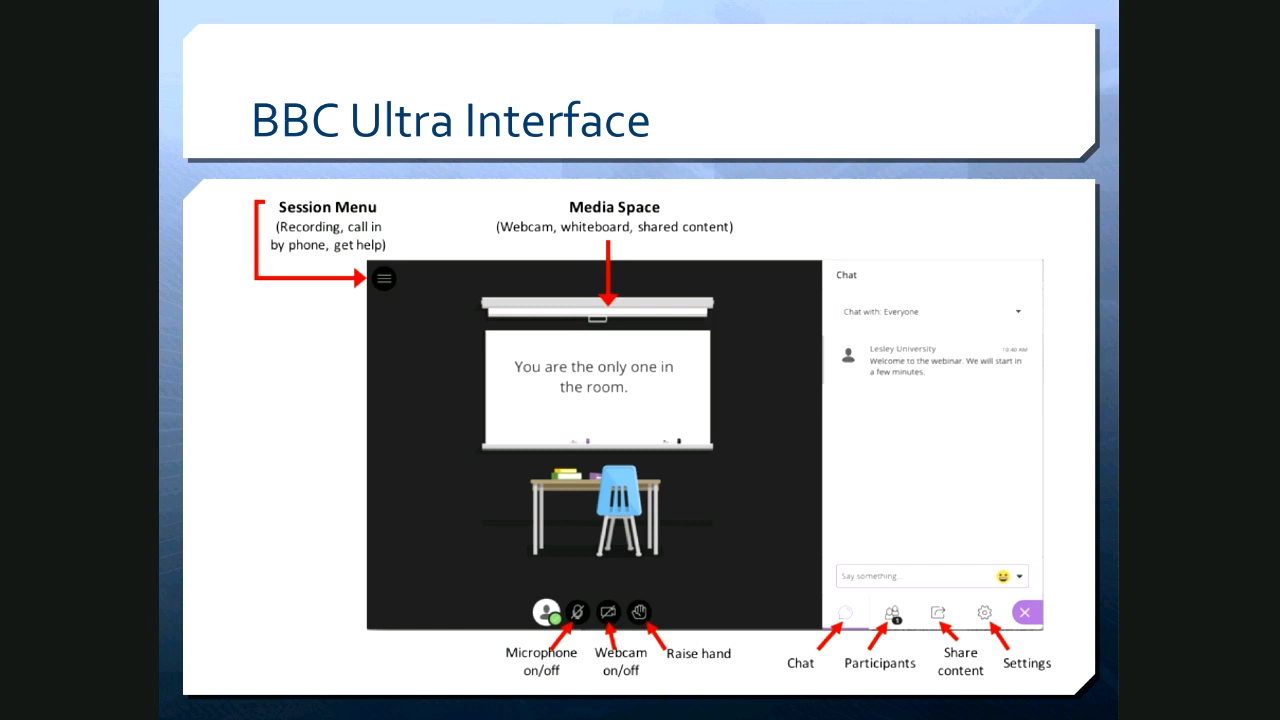 BBC Ultra Interface
Session Menu
(Recording, call in
by phone, get help)
Media Space
(Webcam, whiteboard, shared content)
Chat
Chat with: Everyone
Lesley University 10:40 AM
Welcome to the webinar. We will start in
a few minutes.
You are the only one in
the room.
Say something...
1
Microphone
on/off
Webcam
on/off
Raise hand
Chat
Participants
Share
content
Settings